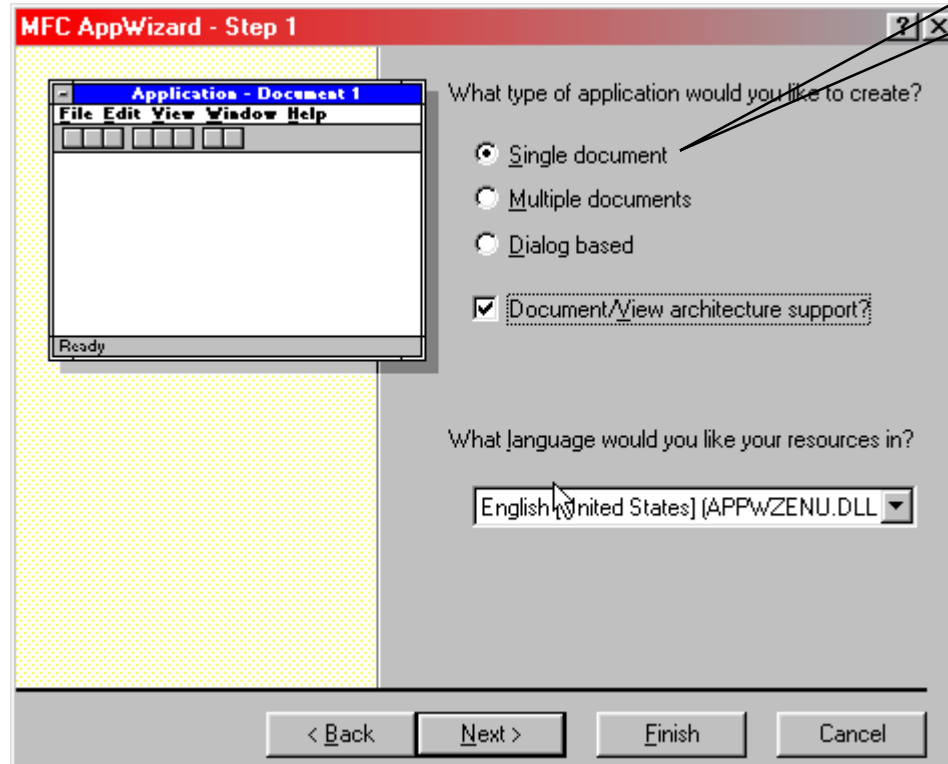 MFC AppWizard - Step 1
Application - Document 1
File Edit View Window Help
Ready
What type of application would you like to create?
Single document
Multiple documents
Dialog based
Document/View architecture support?
What language would you like your resources in?
English [United States] (APPWZENU.DLL
< Back
Next >
Finish
Cancel